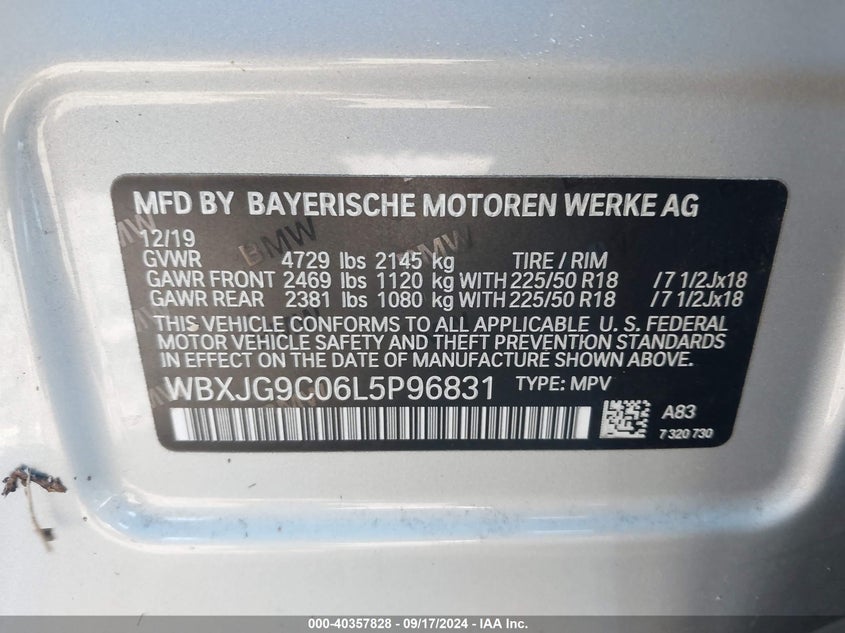 MFD BY BAYERISCHE MOTOREN WERKE AG
12/19
GVWR 4729 lbs 2145 kg TIRE / RIM
GAWR FRONT 2469 lbs 1120 kg WITH 225/50 R18 /7 1/2Jx18
GAWR REAR 2381 lbs 1080 kg WITH 225/50 R18 /7 1/2Jx18
THIS VEHICLE CONFORMS TO ALL APPLICABLE U. S. FEDERAL
MOTOR VEHICLE SAFETY AND THEFT PREVENTION STANDARDS
IN EFFECT ON THE DATE OF MANUFACTURE SHOWN ABOVE.
WBXJG9C06L5P96831 TYPE: MPV
A83
7 320 730
BMW
000-40357828 - 09/17/2024 - IAA Inc.